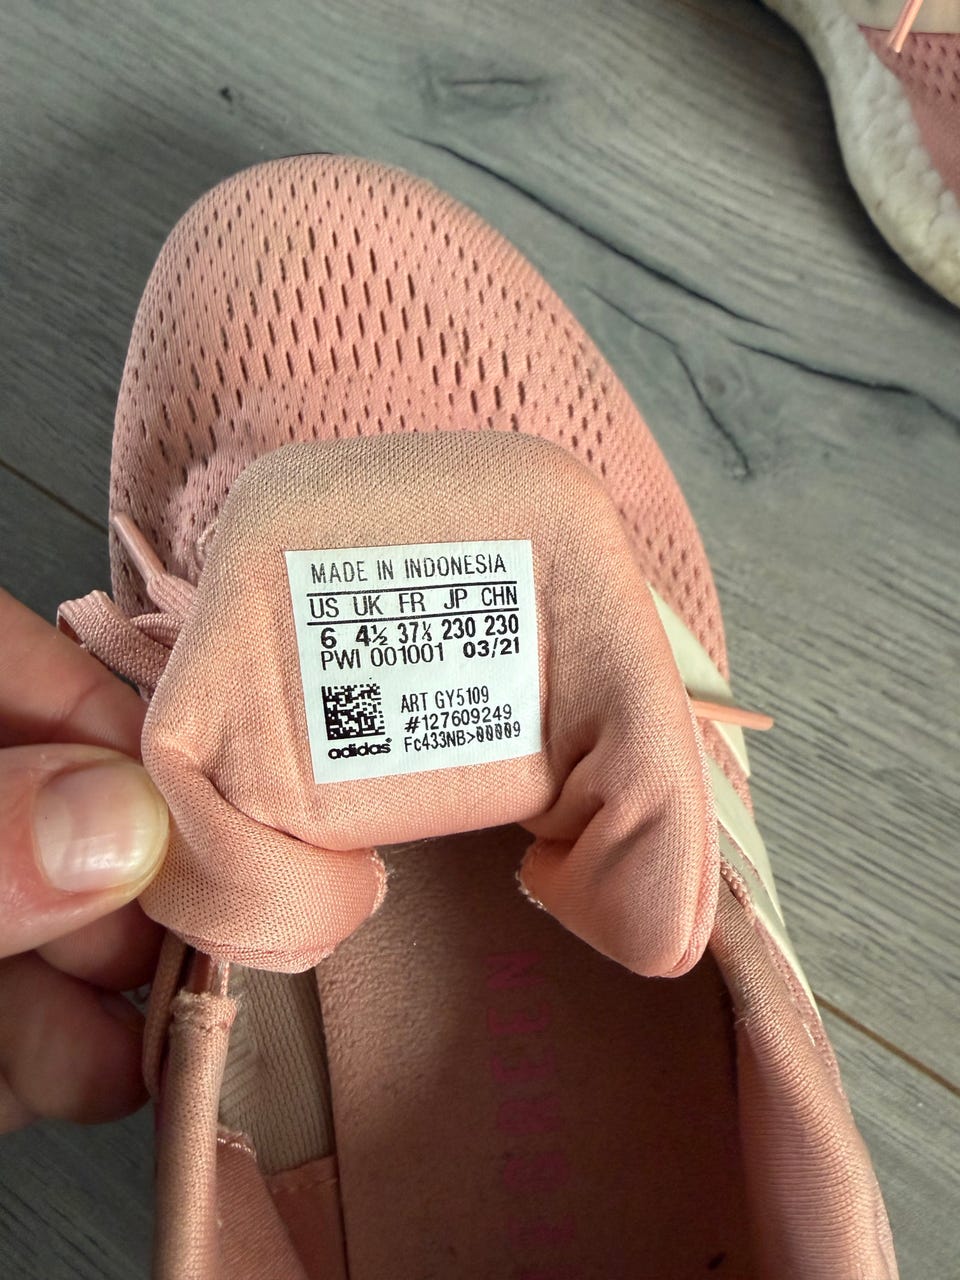 MADE IN INDONESIA
US UK FR JP CHN
6 4½ 37⅓ 230 230
PWI 001001 03/21
ART GY5109
#127609249
adidas Fc433NB>00009
GREEN